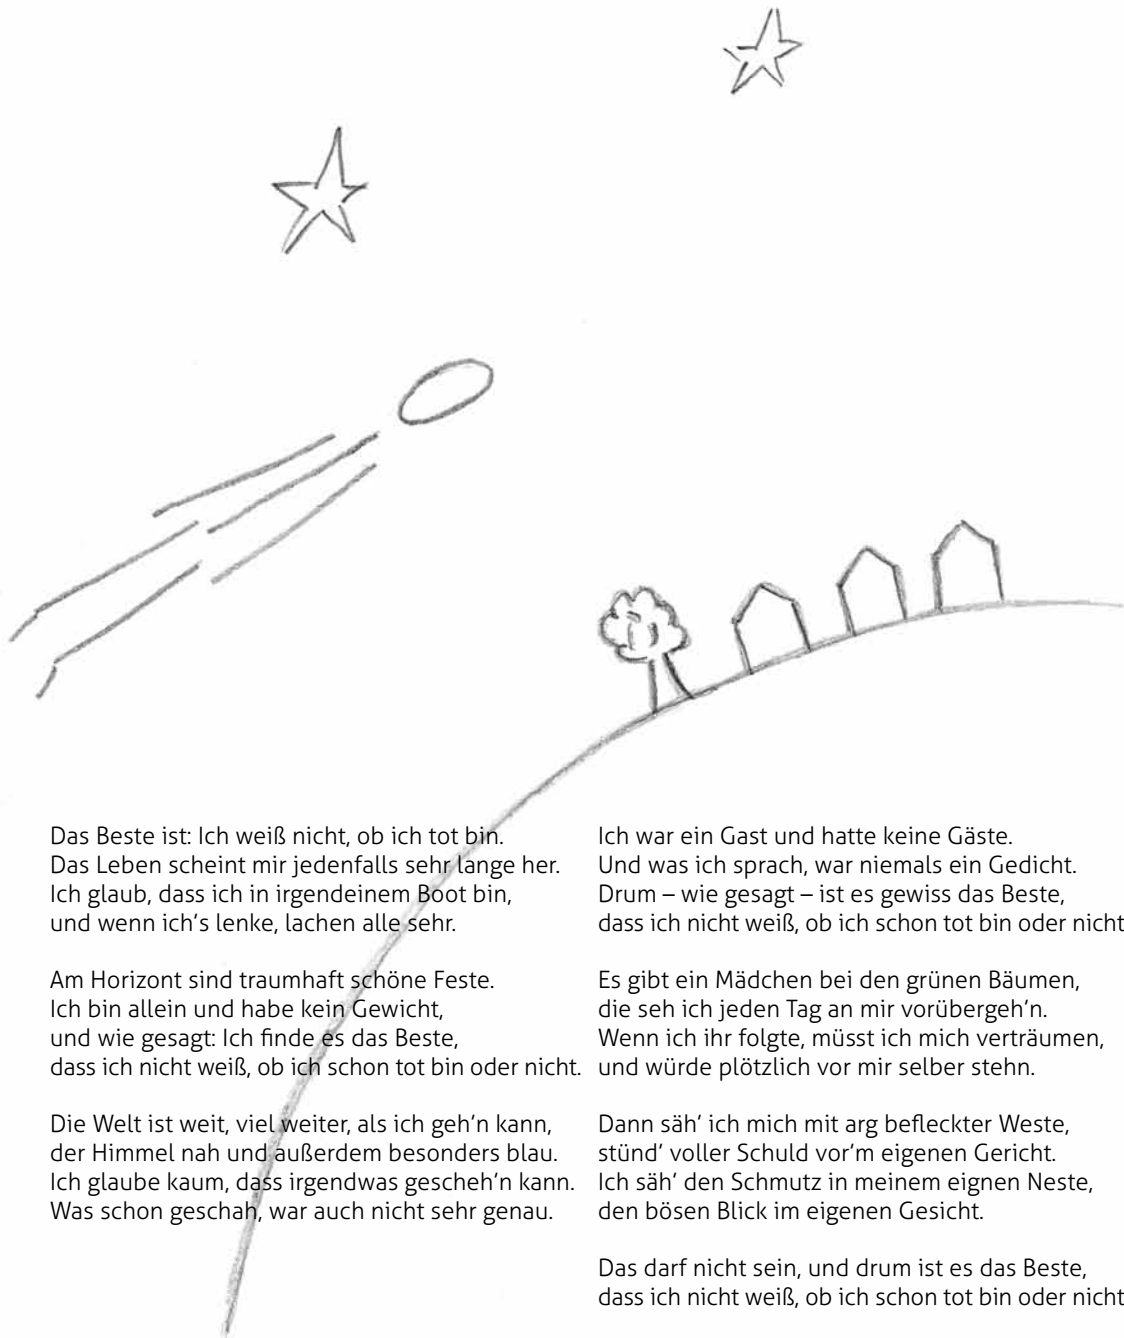 Das Beste ist: Ich weiß nicht, ob ich tot bin.
Das Leben scheint mir jedenfalls sehr lange her.
Ich glaub, dass ich in irgendeinem Boot bin,
und wenn ich's lenke, lachen alle sehr.
Am Horizont sind traumhaft schöne Feste.
Ich bin allein und habe kein Gewicht,
und wie gesagt: Ich finde es das Beste,
dass ich nicht weiß, ob ich schon tot bin oder nicht.
Die Welt ist weit, viel weiter, als ich geh'n kann,
der Himmel nah und außerdem besonders blau.
Ich glaube kaum, dass irgendwas gescheh'n kann.
Was schon geschah, war auch nicht sehr genau.
Ich war ein Gast und hatte keine Gäste.
Und was ich sprach, war niemals ein Gedicht.
Drum – wie gesagt – ist es gewiss das Beste,
dass ich nicht weiß, ob ich schon tot bin oder nicht
Es gibt ein Mädchen bei den grünen Bäumen,
die seh ich jeden Tag an mir vorübergeh'n.
Wenn ich ihr folgte, müsst ich mich verträumen,
und würde plötzlich vor mir selber stehn.
Dann säh' ich mich mit arg befleckter Weste,
stünd' voller Schuld vor'm eigenen Gericht.
Ich säh' den Schmutz in meinem eignen Neste,
den bösen Blick im eigenen Gesicht.
Das darf nicht sein, und drum ist es das Beste,
dass ich nicht weiß, ob ich schon tot bin oder nicht